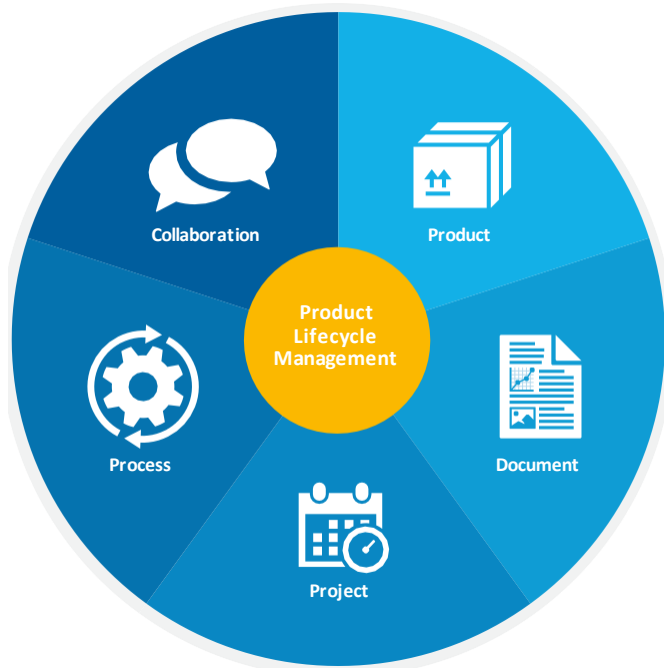 Collaboration
Product
Product
Lifecycle
Management
Process
Document
Project